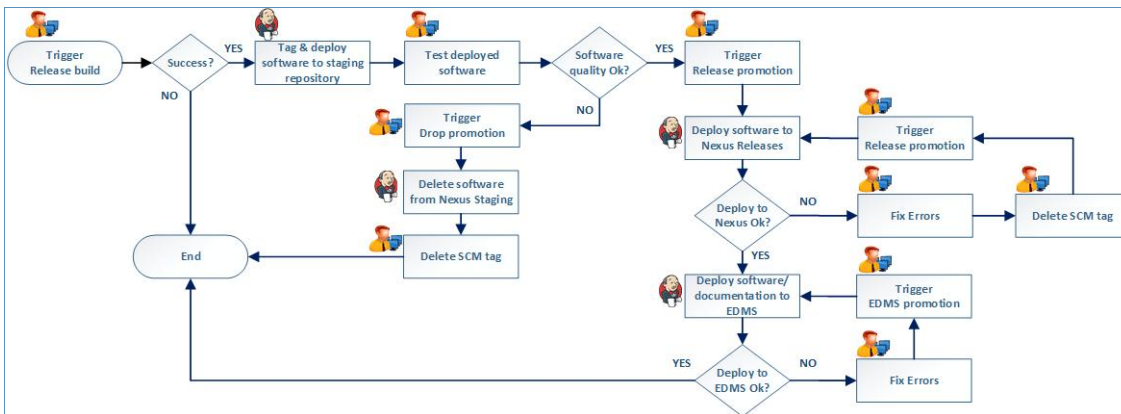 Trigger
Release build
Success?
YES
NO
Tag & deploy
software to staging
repository
Test deployed
software
Software
quality Ok?
YES
NO
Trigger
Release promotion
Trigger
Drop promotion
Deploy software to
Nexus Releases
Trigger
Release promotion
Delete software
from Nexus Staging
Deploy to
Nexus Ok?
NO
YES
Fix Errors
Delete SCM tag
End
Delete SCM tag
Deploy software/
documentation to
EDMS
Trigger
EDMS promotion
YES
Deploy to
EDMS Ok?
NO
Fix Errors